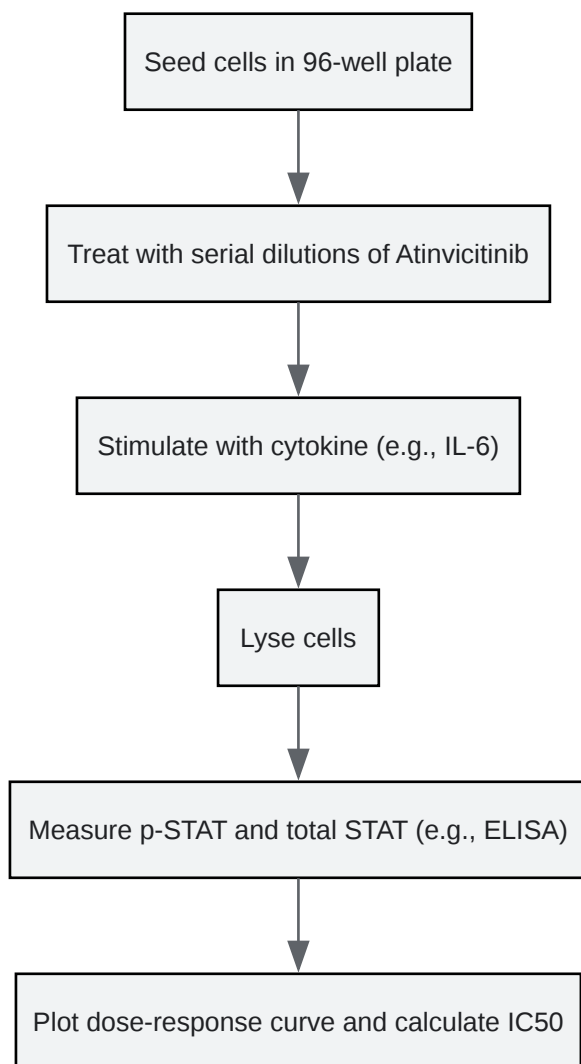 Seed cells in 96-well plate
Treat with serial dilutions of Atinvicitinib
Stimulate with cytokine (e.g., IL-6)
Lyse cells
Measure p-STAT and total STAT (e.g., ELISA)
Plot dose-response curve and calculate IC50